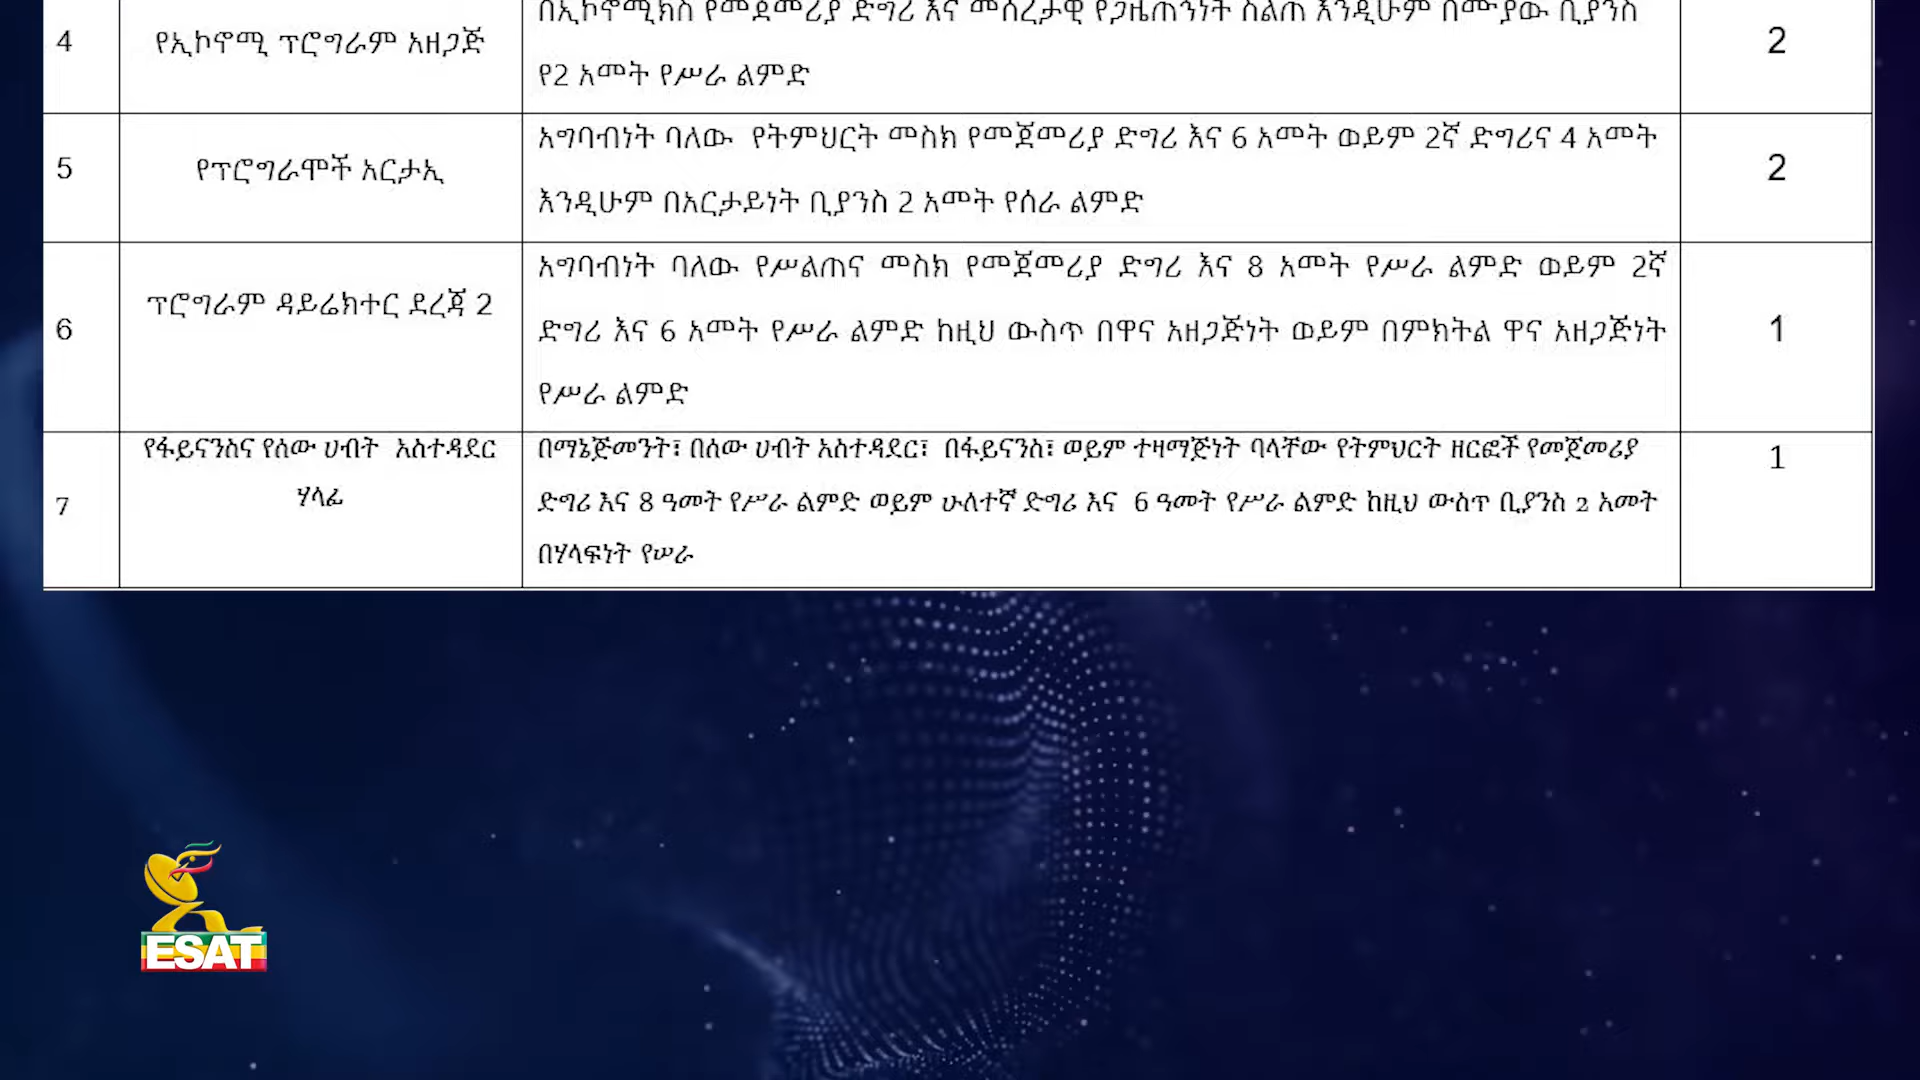 4
የኢኮኖሚ ፕሮግራም አዘጋጅ
በኢኮኖሚክስ የመጀመሪያ ድግሪ እና መሰረታዊ የጋዜጠኝነት ስልጠ እንዲሁም በሙያው ቢያንስ
የ2 አመት የሥራ ልምድ
2
5
የፕሮግራሞች አርታኢ
አግባብነት ባለው የትምህርት መስክ የመጀመሪያ ድግሪ እና 6 አመት ወይም 2ኛ ድግሪና 4 አመት
እንዲሁም በአርታይነት ቢያንስ 2 አመት የሰራ ልምድ
2
6
ፕሮግራም ዳይሬክተር ደረጃ 2
አግባብነት ባለው የሥልጠና መስክ የመጀመሪያ ድግሪ እና 8 አመት የሥራ ልምድ ወይም 2ኛ
ድግሪ እና 6 አመት የሥራ ልምድ ከዚህ ውስጥ በዋና አዘጋጅነት ወይም በምክትል ዋና አዘጋጅነት
የሥራ ልምድ
1
7
የፋይናንስና የሰው ሀብት አስተዳደር
ሃላፊ
በማኔጅመንት፣ በሰው ሀብት አስተዳደር፣ በፋይናንስ፣ ወይም ተዛማጅነት ባላቸው የትምህርት ዘርፎች የመጀመሪያ
ድግሪ እና 8 ዓመት የሥራ ልምድ ወይም ሁለተኛ ድግሪ እና 6 ዓመት የሥራ ልምድ ከዚህ ውስጥ ቢያንስ 2 አመት
በሃላፍነት የሠራ
1
ESAT